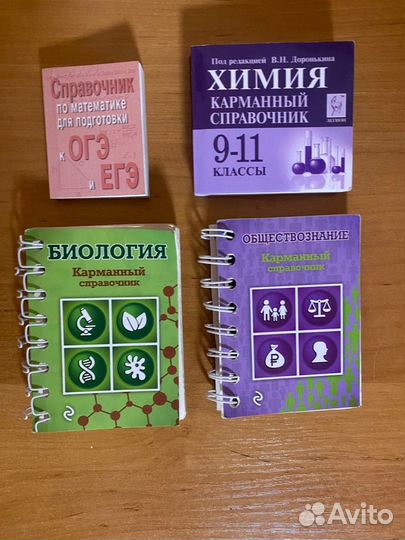 Справочник
по математике
для подготовки
к ОГЭ
и ЕГЭ
Под редакцией В.Н. Доронькина
ХИМИЯ
КАРМАННЫЙ
СПРАВОЧНИК
9-11
КЛАССЫ
ЛЕГИОН
БИОЛОГИЯ
Карманный
справочник
ОБЩЕСТВОЗНАНИЕ
Карманный
справочник
Avito